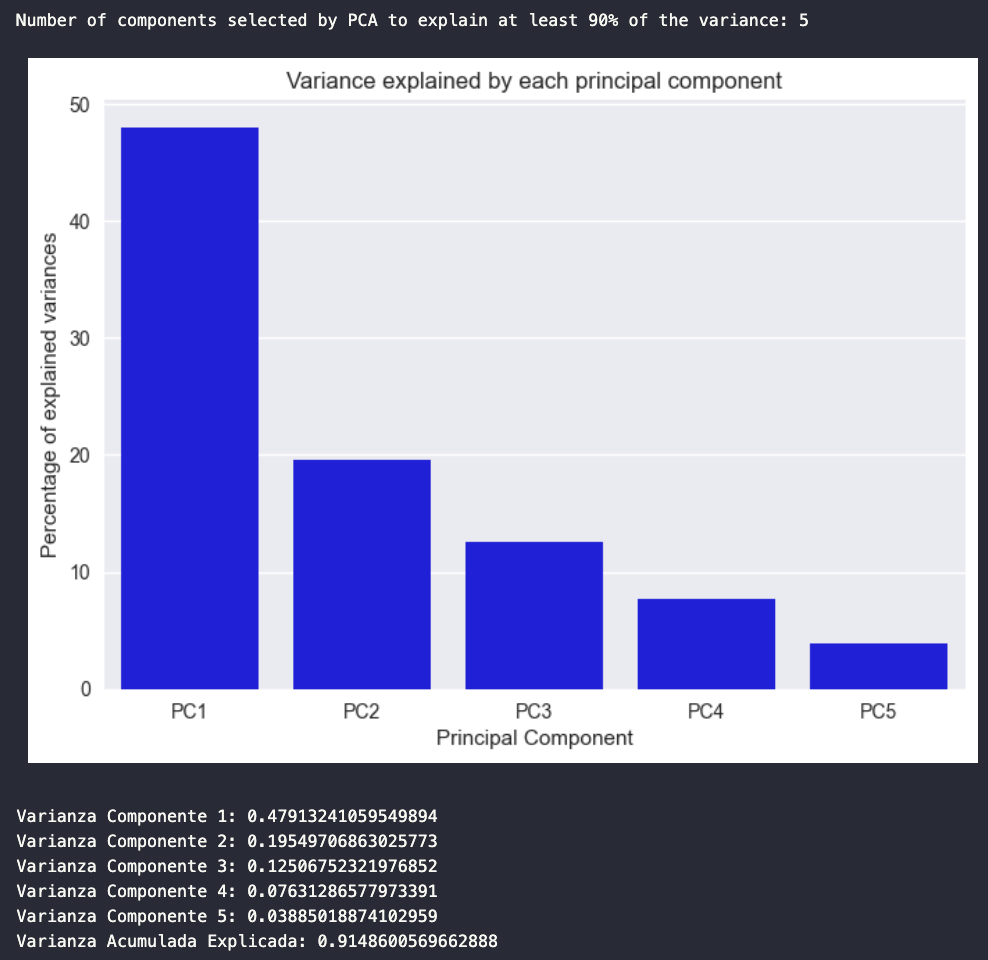 Number of components selected by PCA to explain at least 90% of the variance: 5
Variance explained by each principal component
50
40
30
20
10
0
Percentage of explained variances
PC1 PC2 PC3 PC4 PC5
Principal Component
Varianza Componente 1: 0.47913241059549894
Varianza Componente 2: 0.19549706863025773
Varianza Componente 3: 0.12506752321976852
Varianza Componente 4: 0.07631286577973391
Varianza Componente 5: 0.03885018874102959
Varianza Acumulada Explicada: 0.9148600569662888